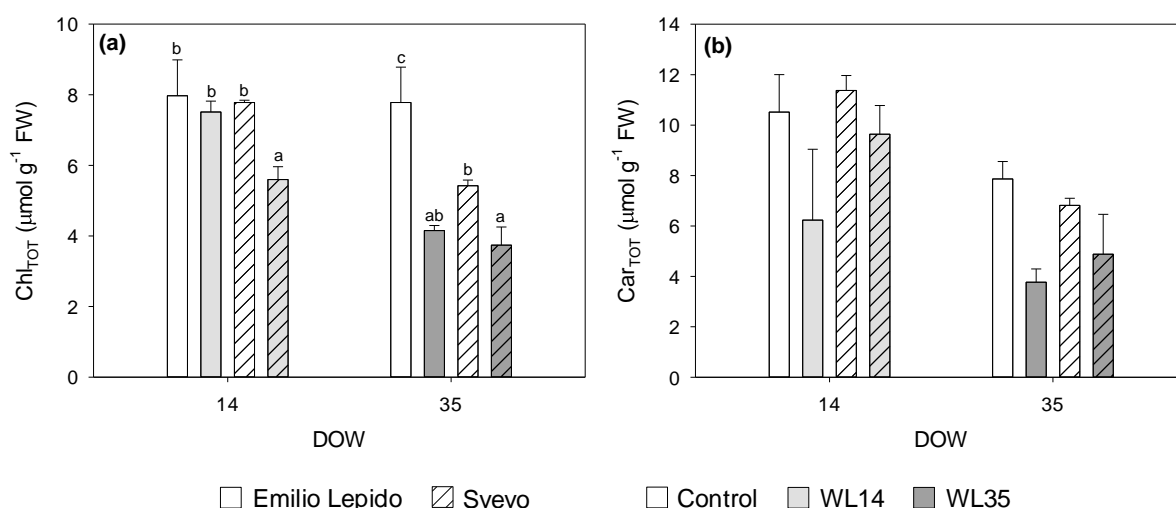 (a)
Chl_TOT (µmol g⁻¹ FW)
10
8
6
4
2
0
b
b
b
a
c
ab
b
a
14
35
DOW
(b)
Car_TOT (µmol g⁻¹ FW)
14
12
10
8
6
4
2
0
14
35
DOW
Emilio Lepido Svevo Control WL14 WL35